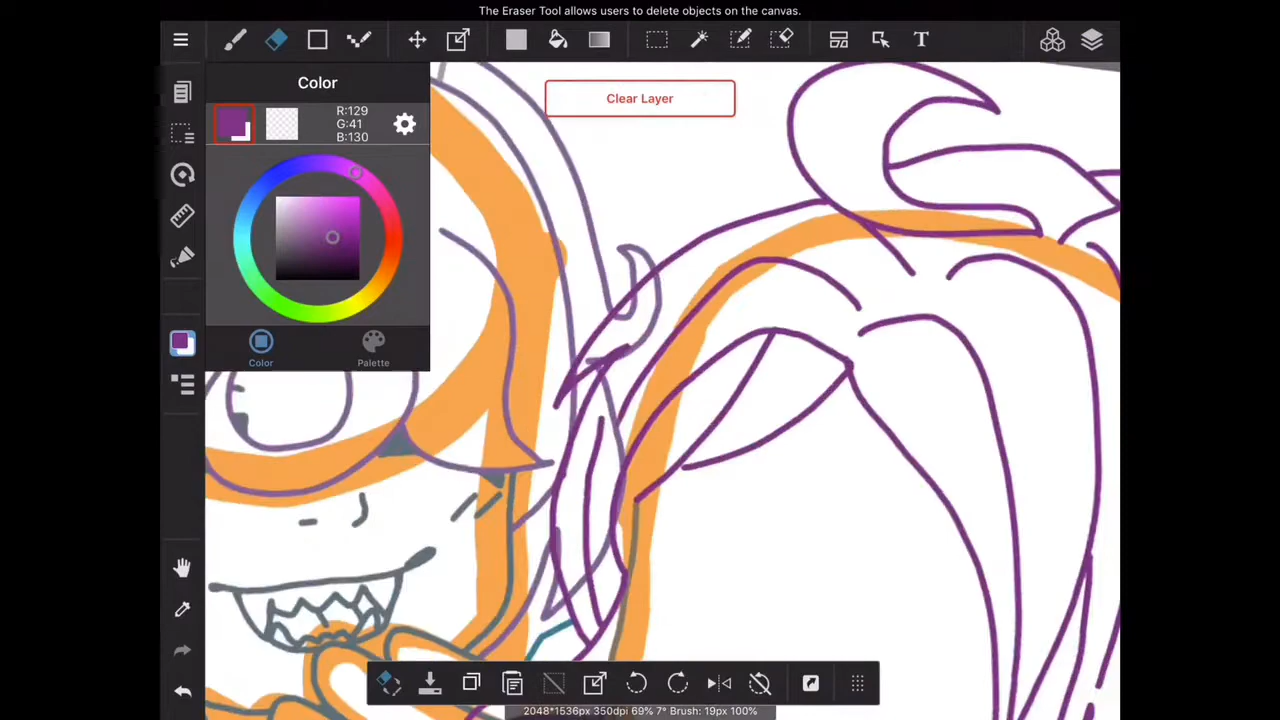 The Eraser Tool allows users to delete objects on the canvas.
T
Color
Clear Layer
R:129
G:41
B:130
Color
Palette
2048*1536px 350dpi 69% 7° Brush: 19px 100%